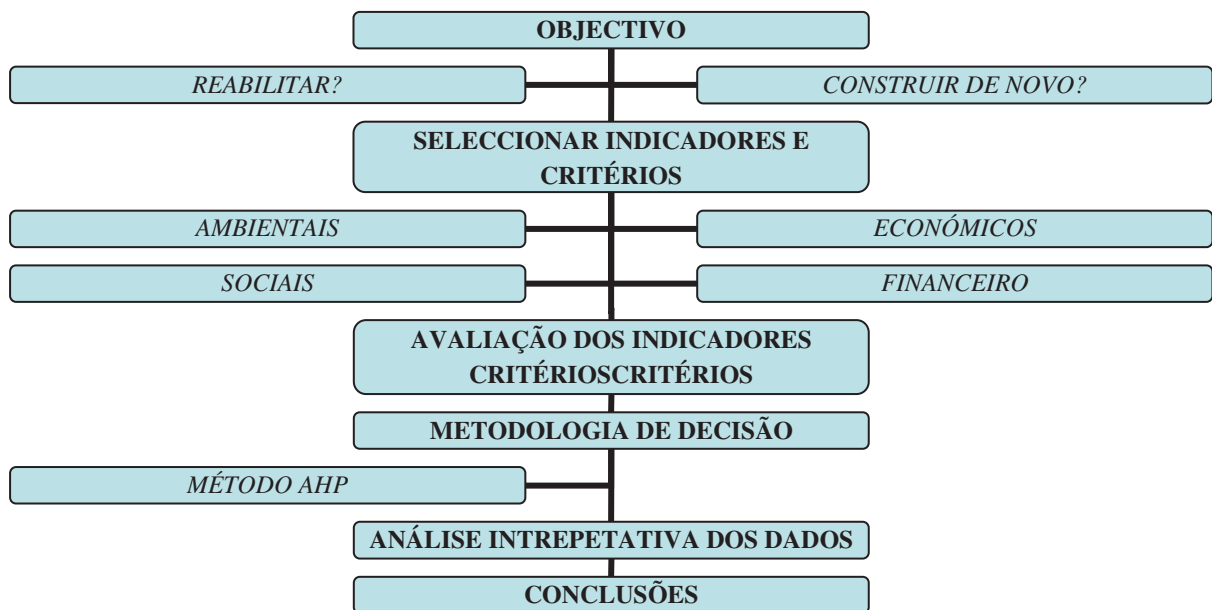 OBJECTIVO
REABILITAR?
CONSTRUIR DE NOVO?
SELECCIONAR INDICADORES E
CRITÉRIOS
AMBIENTAIS
ECONÓMICOS
SOCIAIS
FINANCEIRO
AVALIAÇÃO DOS INDICADORES
CRITÉRIOSCRITÉRIOS
METODOLOGIA DE DECISÃO
MÉTODO AHP
ANÁLISE INTREPETATIVA DOS DADOS
CONCLUSÕES